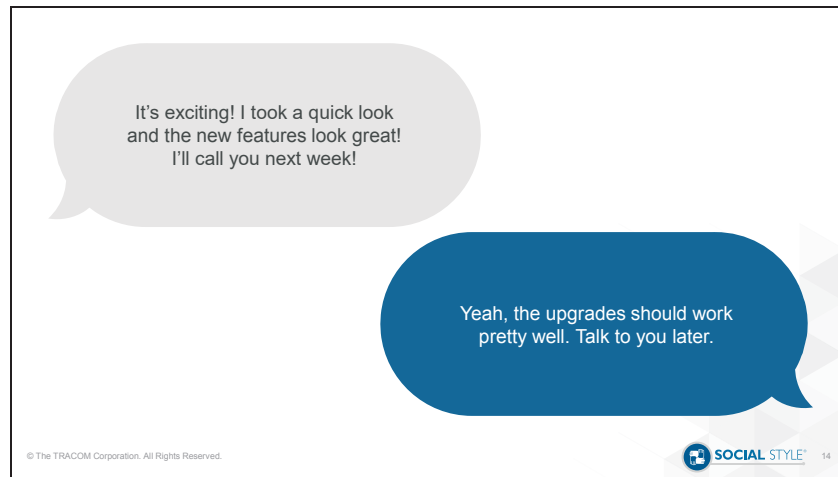 It’s exciting! I took a quick look
and the new features look great!
I’ll call you next week!
Yeah, the upgrades should work
pretty well. Talk to you later.
© The TRACOM Corporation. All Rights Reserved.
SOCIAL STYLE™ 14